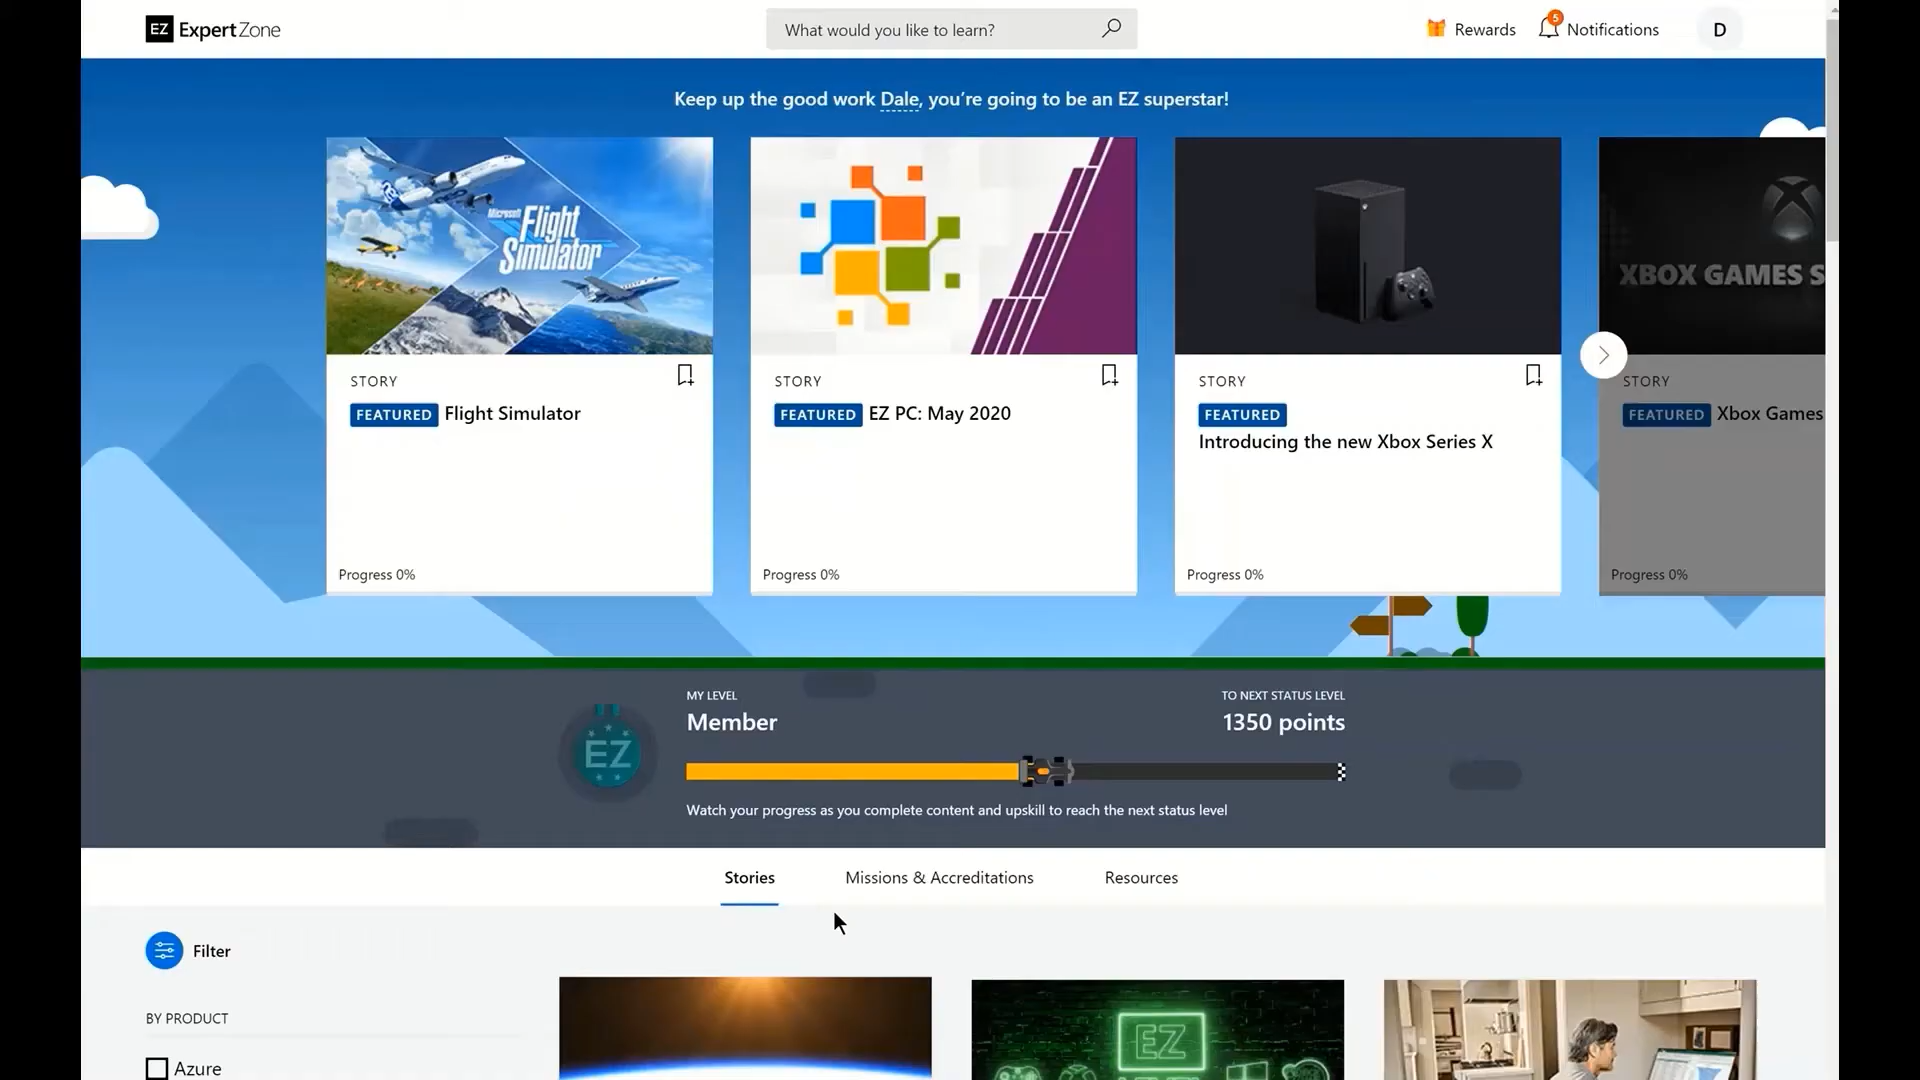 EZ ExpertZone
What would you like to learn?
Rewards
5
Notifications
D
Keep up the good work Dale, you're going to be an EZ superstar!
Microsoft
Flight
Simulator
STORY
FEATURED Flight Simulator
Progress 0%
STORY
FEATURED EZ PC: May 2020
Progress 0%
STORY
FEATURED
Introducing the new Xbox Series X
Progress 0%
XBOX GAMES S
STORY
FEATURED Xbox Games
Progress 0%
EZ
MY LEVEL
Member
TO NEXT STATUS LEVEL
1350 points
Watch your progress as you complete content and upskill to reach the next status level
Stories
Missions & Accreditations
Resources
Filter
BY PRODUCT
Azure
EZ